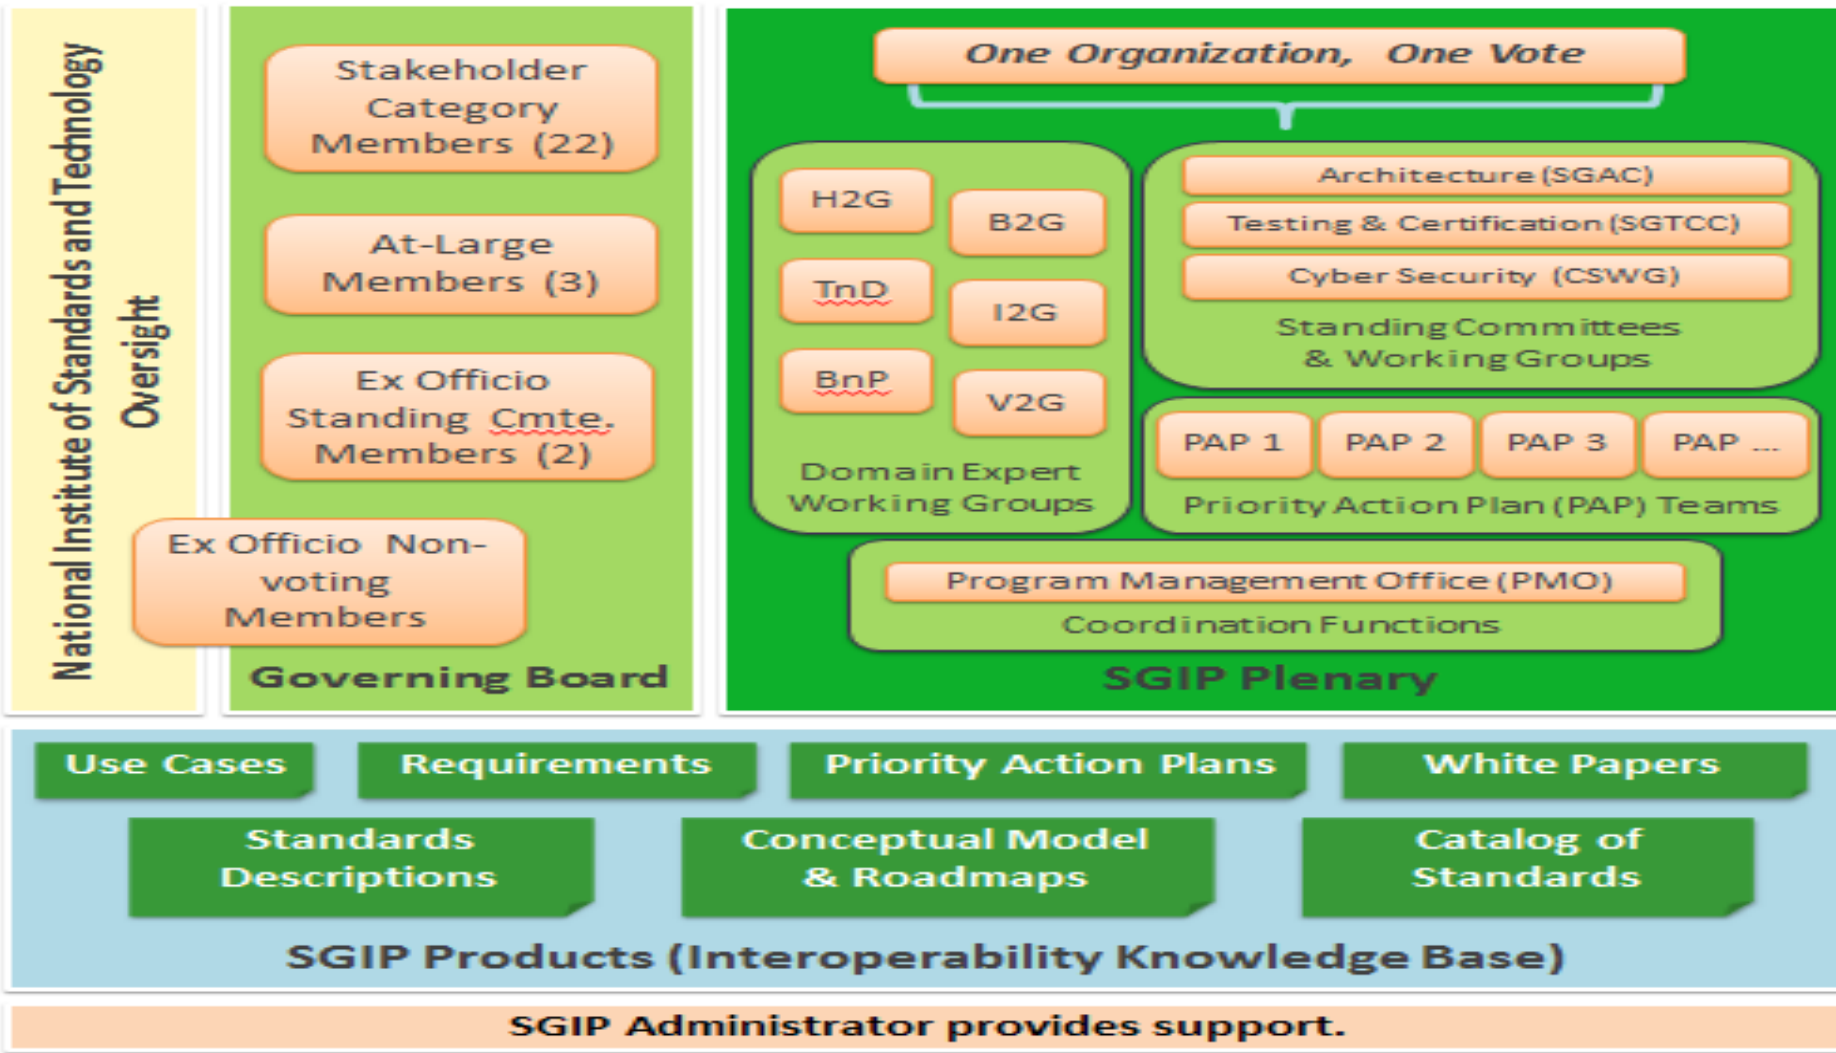 National Institute of Standards and Technology
Oversight
Stakeholder
Category
Members (22)
At-Large
Members (3)
Ex Officio
Standing Cmte.
Members (2)
Ex Officio Non-
voting
Members
Governing Board
One Organization, One Vote
H2G
B2G
TnD
I2G
BnP
V2G
Domain Expert
Working Groups
Architecture (SGAC)
Testing & Certification (SGTCC)
Cyber Security (CSWG)
Standing Committees
& Working Groups
PAP 1
PAP 2
PAP 3
PAP ...
Priority Action Plan (PAP) Teams
Program Management Office (PMO)
Coordination Functions
SGIP Plenary
Use Cases
Requirements
Priority Action Plans
White Papers
Standards
Descriptions
Conceptual Model
& Roadmaps
Catalog of
Standards
SGIP Products (Interoperability Knowledge Base)
SGIP Administrator provides support.